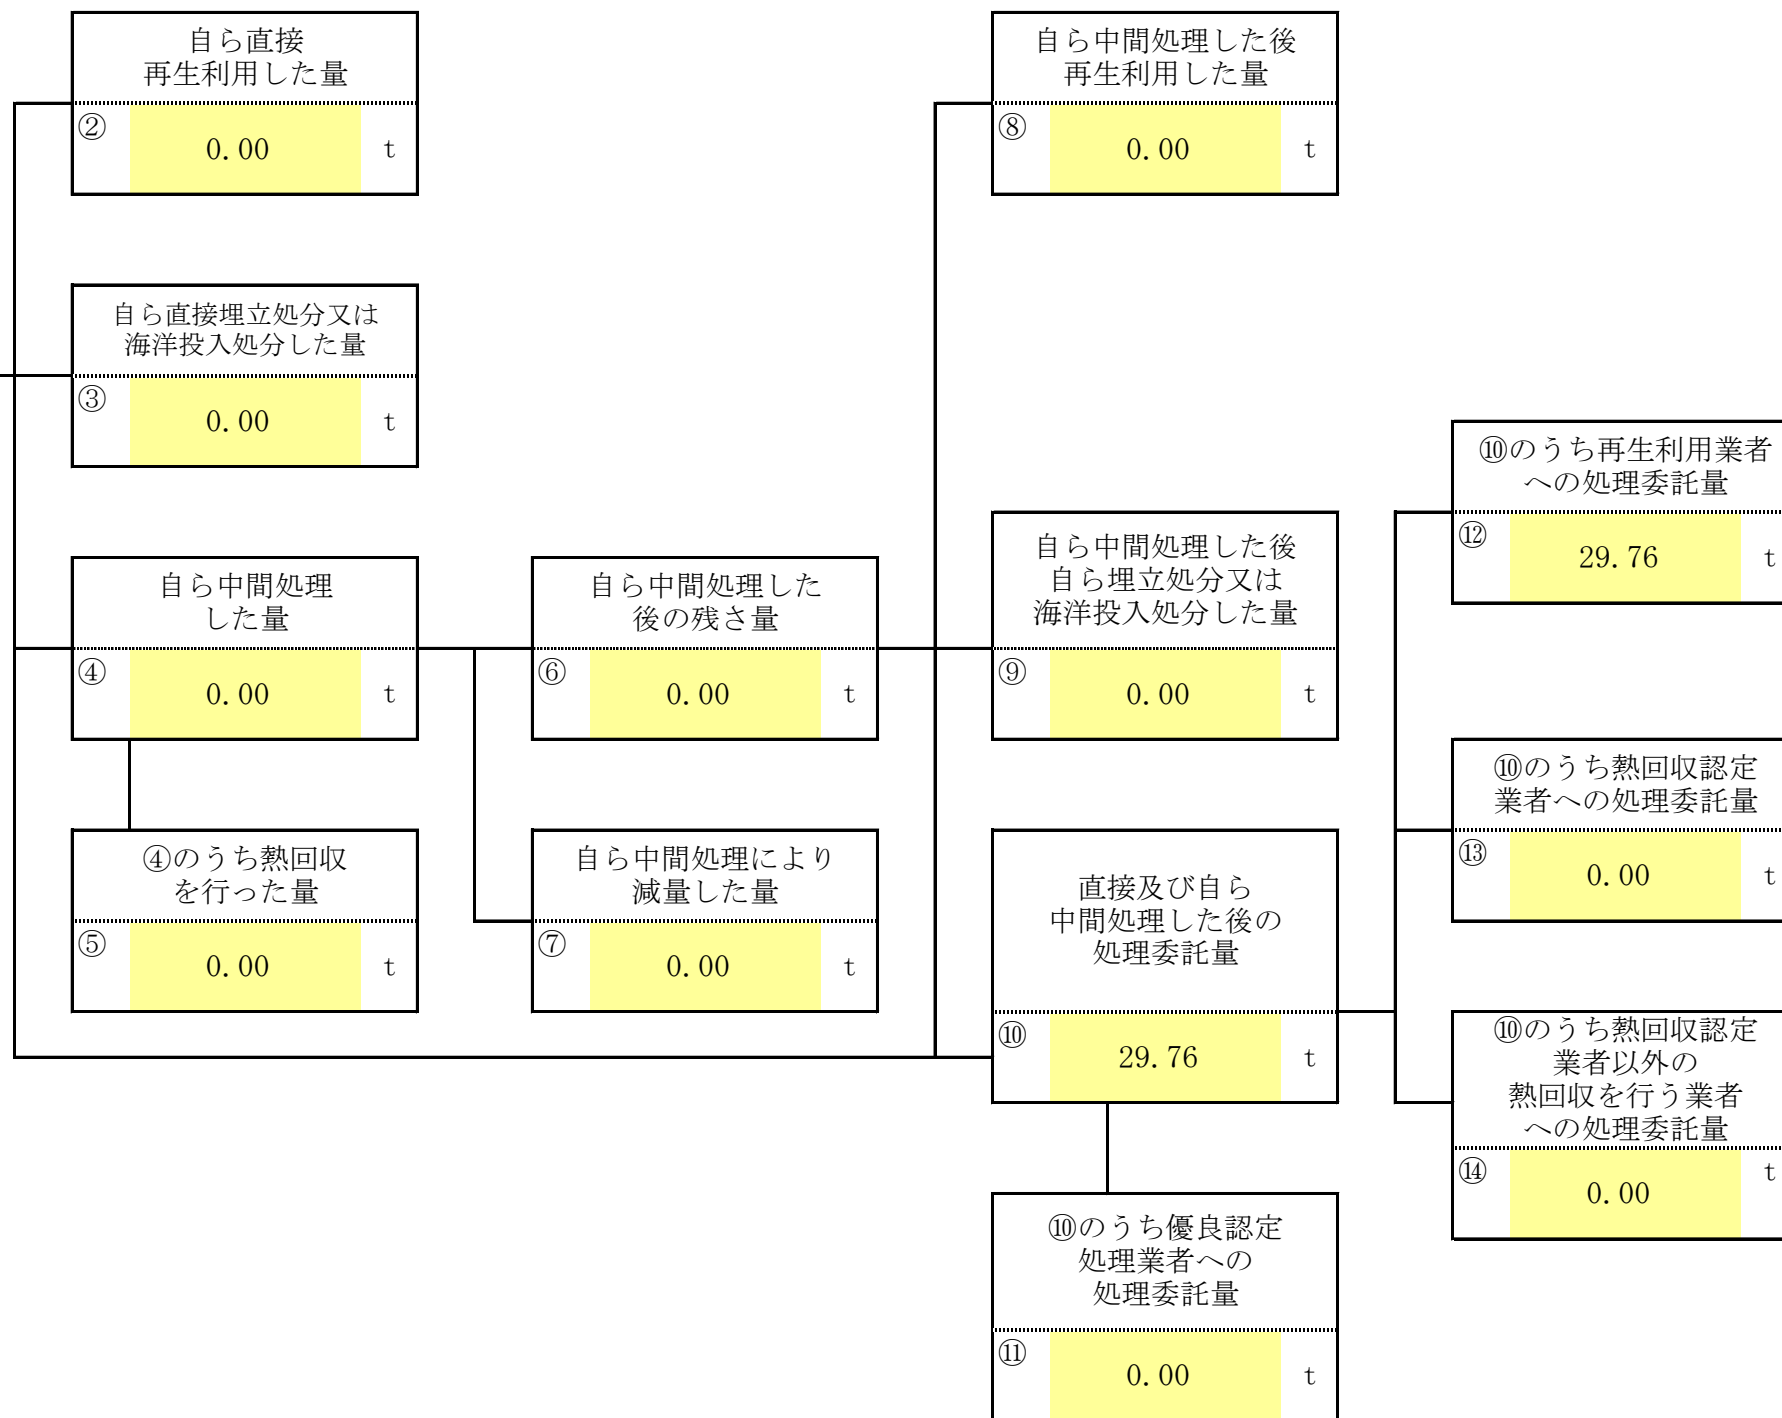 自ら直接
再生利用した量
② 0.00 t
自ら中間処理した後
再生利用した量
⑧ 0.00 t
自ら直接埋立処分又は
海洋投入処分した量
③ 0.00 t
⑩のうち再生利用業者
への処理委託量
⑫ 29.76 t
自ら中間処理
した量
④ 0.00 t
自ら中間処理した
後の残さ量
⑥ 0.00 t
自ら中間処理した後
自ら埋立処分又は
海洋投入処分した量
⑨ 0.00 t
⑩のうち熱回収認定
業者への処理委託量
⑬ 0.00 t
④のうち熱回収
を行った量
⑤ 0.00 t
自ら中間処理により
減量した量
⑦ 0.00 t
直接及び自ら
中間処理した後の
処理委託量
⑩ 29.76 t
⑩のうち熱回収認定
業者以外の
熱回収を行う業者
への処理委託量
⑭ 0.00 t
⑩のうち優良認定
処理業者への
処理委託量
⑪ 0.00 t